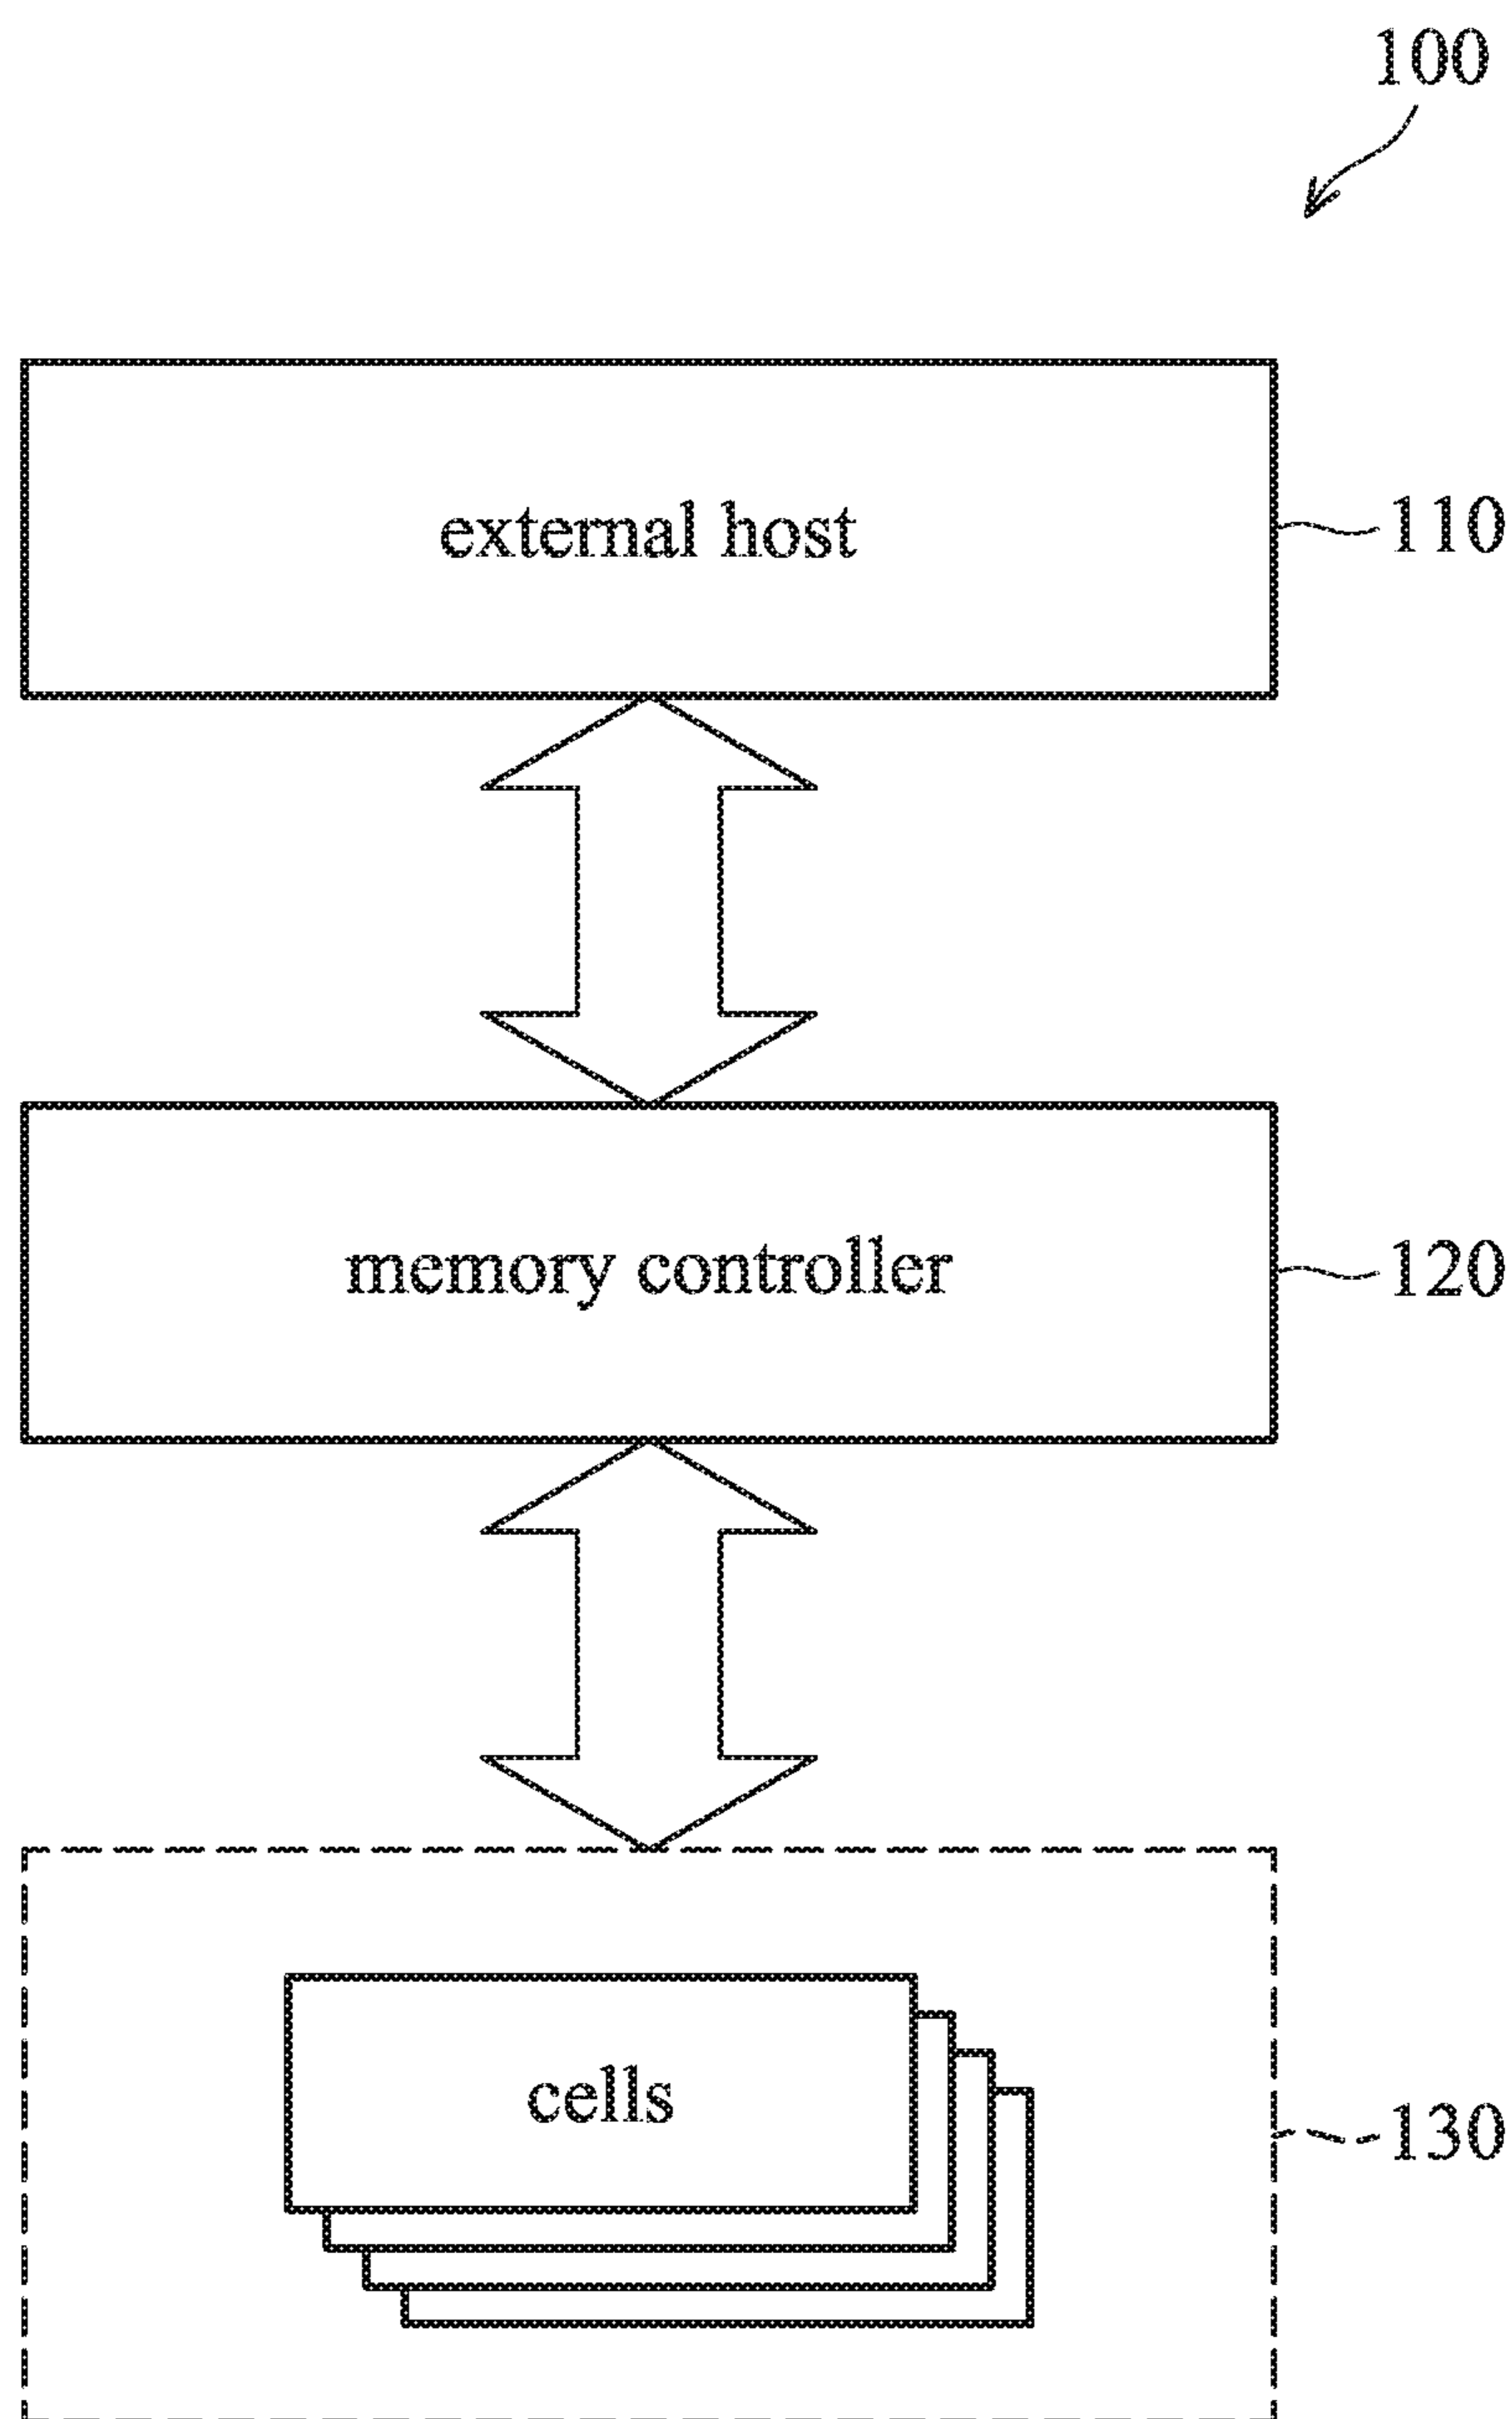 100
external host
110
memory controller
120
cells
130